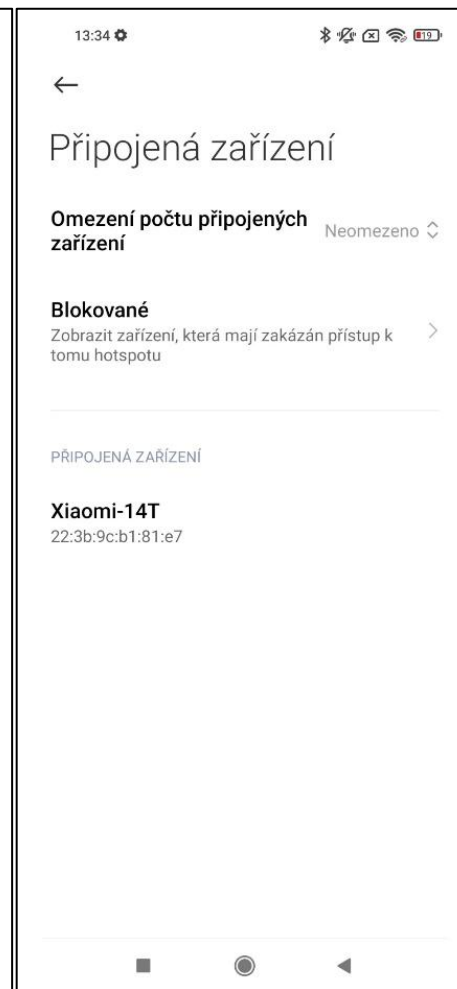 13:34
19
Připojená zařízení
Omezení počtu připojených
zařízení
Neomezeno
Blokované
Zobrazit zařízení, která mají zakázán přístup k
tomu hotspotu
PŘIPOJENÁ ZAŘÍZENÍ
Xiaomi-14T
22:3b:9c:b1:81:e7